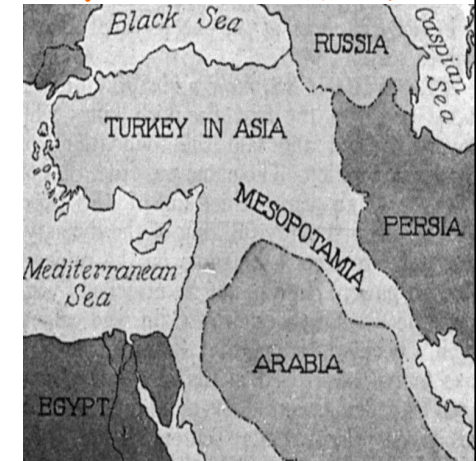 Black Sea
RUSSIA
Caspian
Sea
TURKEY IN ASIA
MESOPOTAMIA
PERSIA
Mediterranean
Sea
ARABIA
EGYPT